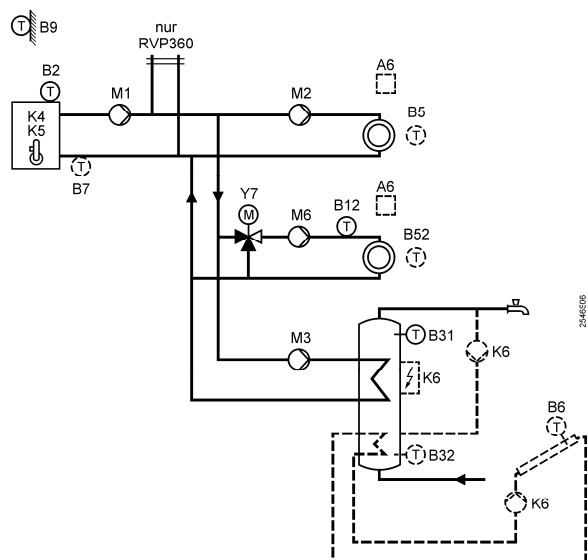 T B9
nur
RVP360
B2
T
M1
M2
A6
K4
K5
B5
T
T
B7
A6
Y7
M
M6
B12
T
B52
T
M3
T B31
K6
K6
B6
T
T B32
K6
2546S06